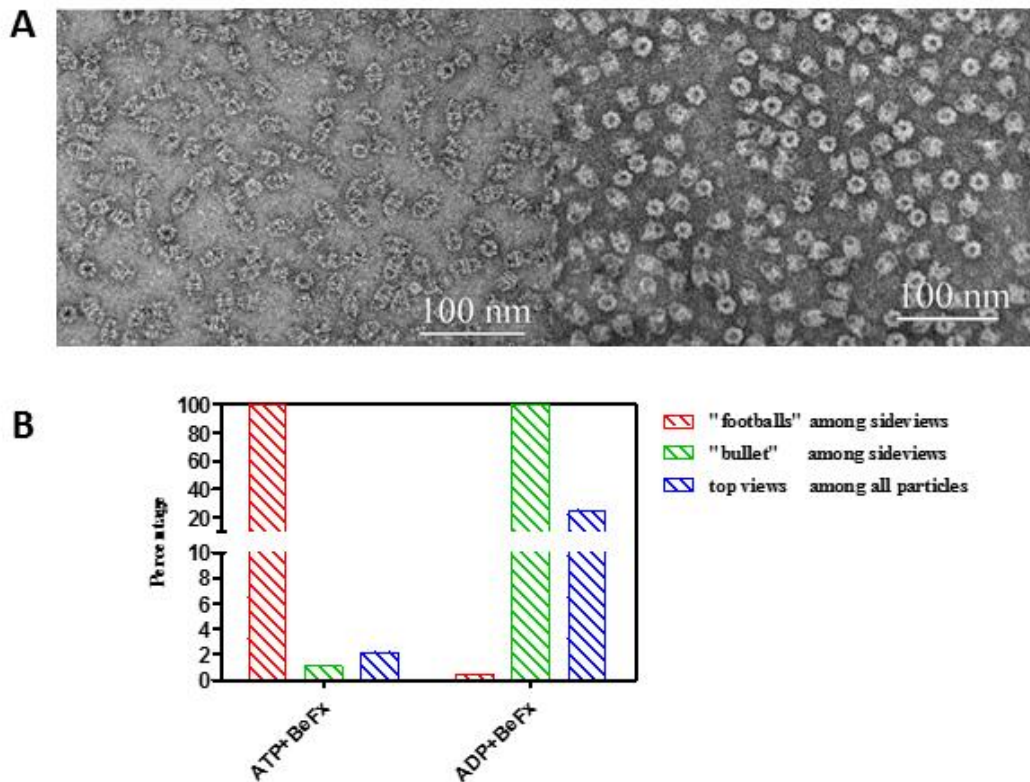 A
100 nm
100 nm
B
Percentage
100
80
60
40
20
10
8
6
4
2
0
ATP+BeFx
ADP+BeFx
"footballs" among sideviews
"bullet" among sideviews
top views among all particles